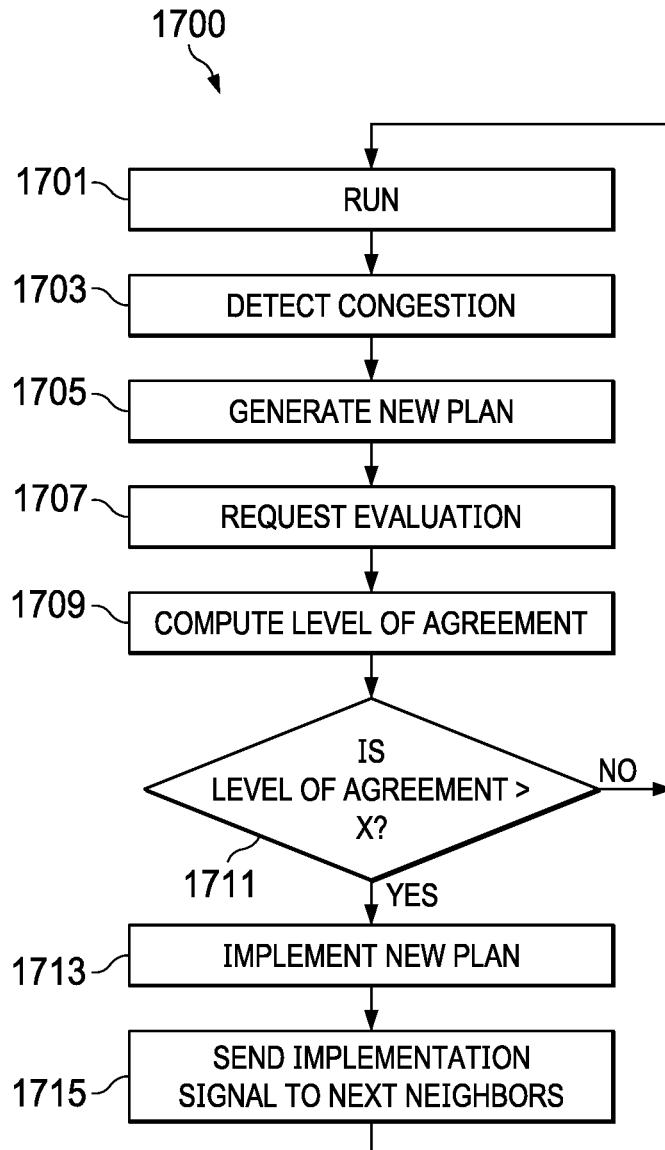 1700
1701
RUN
1703
DETECT CONGESTION
1705
GENERATE NEW PLAN
1707
REQUEST EVALUATION
1709
COMPUTE LEVEL OF AGREEMENT
IS
LEVEL OF AGREEMENT >
X?
NO
1711
YES
1713
IMPLEMENT NEW PLAN
1715
SEND IMPLEMENTATION
SIGNAL TO NEXT NEIGHBORS